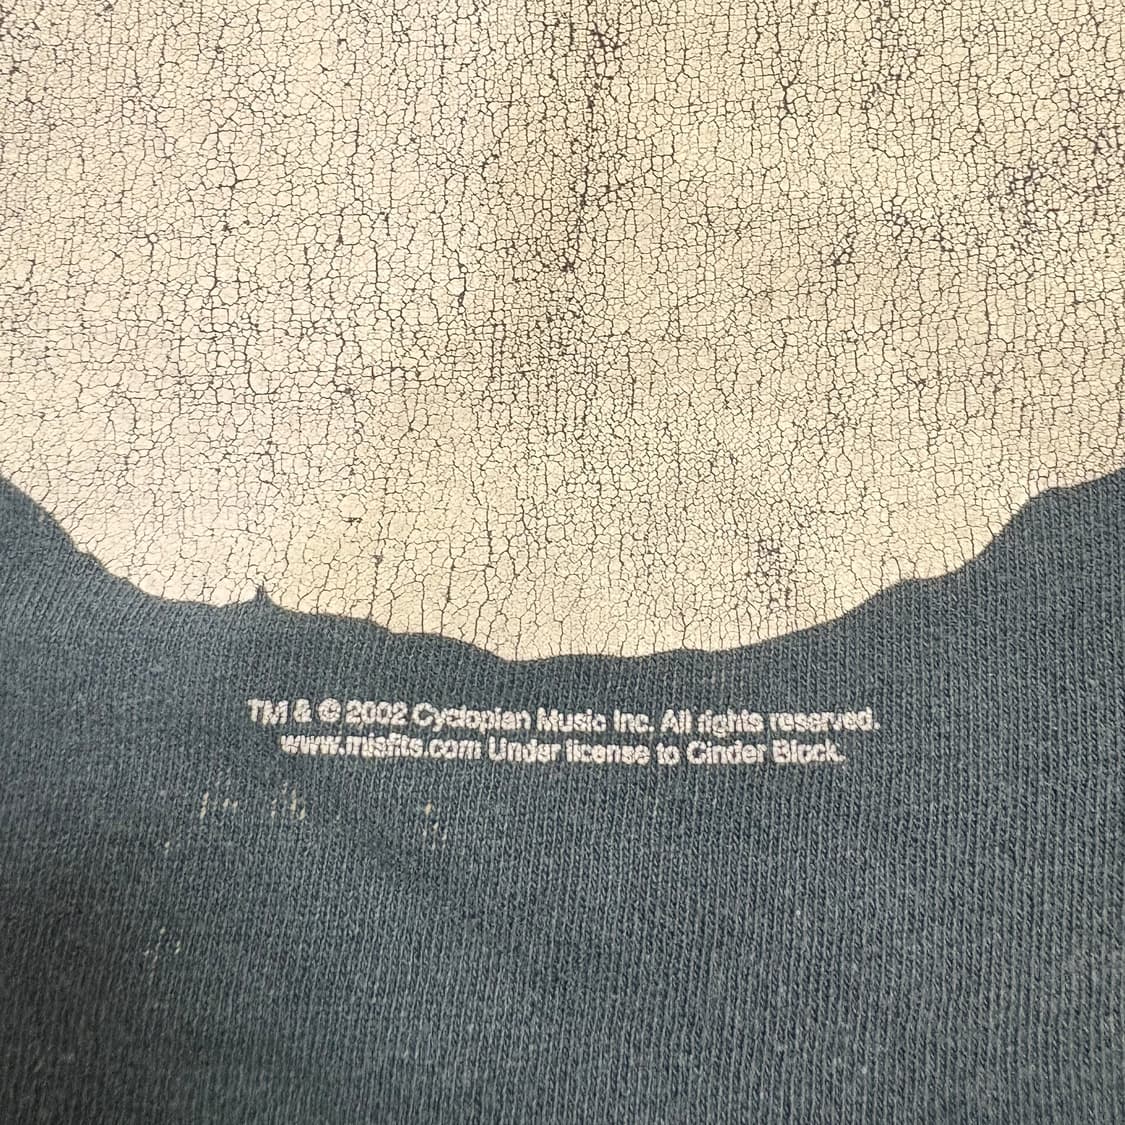 TM & © 2002 Cyclopian Music Inc. All rights reserved.
www.misfits.com Under license to Cinder Block.